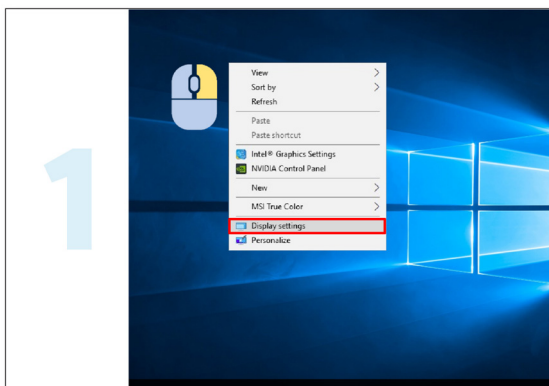 1
View
Sort by
Refresh
Paste
Paste shortcut
Intel® Graphics Settings
NVIDIA Control Panel
New
MSI True Color
Display settings
Personalize